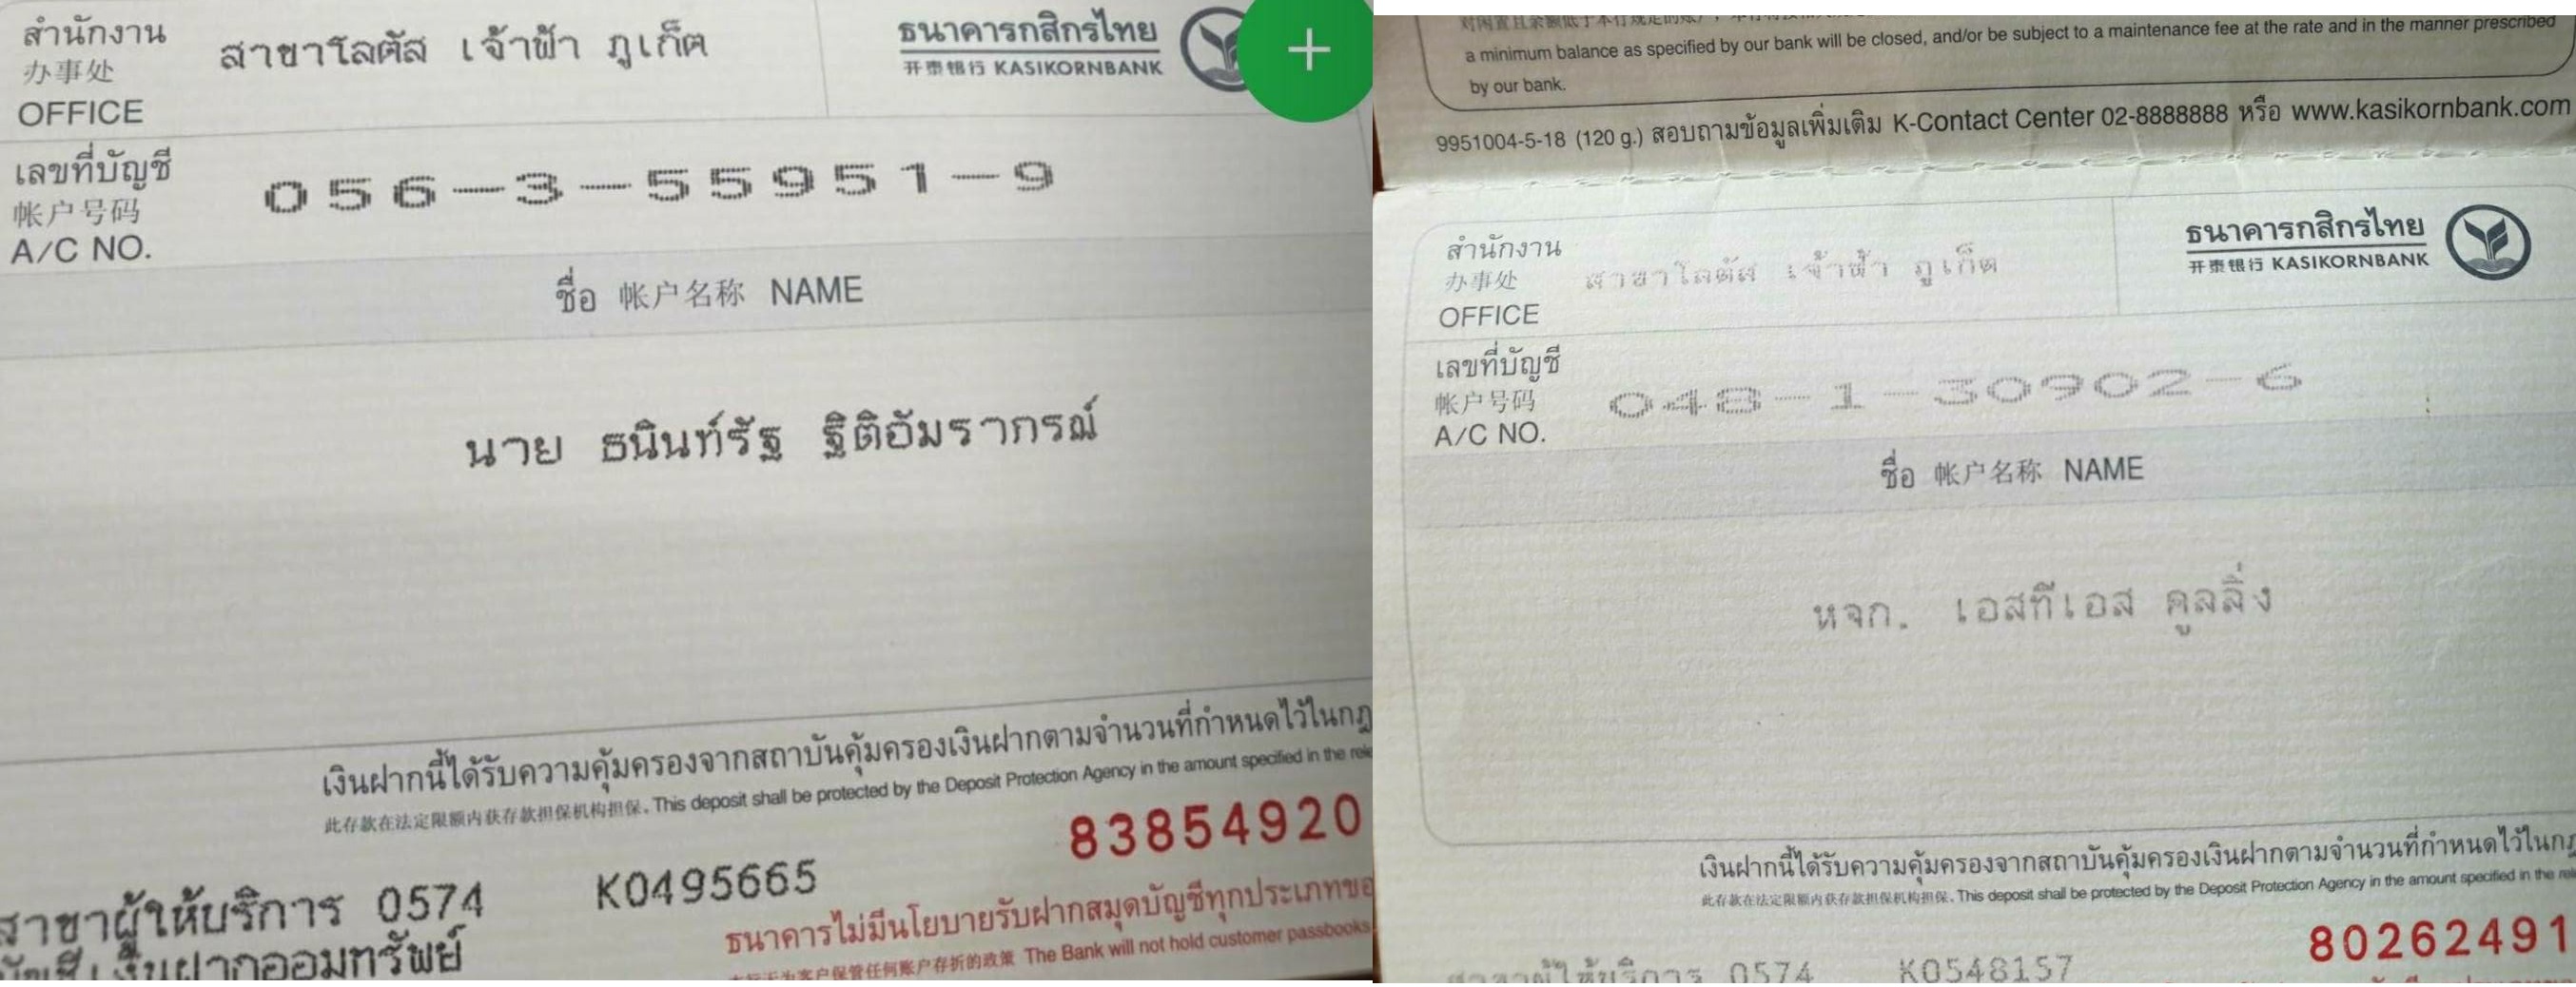 สำนักงาน
办事处
OFFICE
สาขาโลตัส เจ้าฟ้า ภูเก็ต
ธนาคารกสิกรไทย
开泰银行 KASIKORNBANK
+
เลขที่บัญชี
帐户号码
A/C NO.
056-3-55951-9
ชื่อ 帐户名称 NAME
นาย ธนินท์รัฐ ฐิติอัมรากรณ์
เงินฝากนี้ได้รับความคุ้มครองจากสถาบันคุ้มครองเงินฝากตามจำนวนที่กำหนดไว้ในกฎ
此存款在法定限额内获存款担保机构担保. This deposit shall be protected by the Deposit Protection Agency in the amount specified in the rele
83854920
สาขาผู้ให้บริการ 0574 K0495665
เงินฝากออมทรัพย์
ธนาคารไม่มีนโยบายรับฝากสมุดบัญชีทุกประเภทขอ
为客户保管任何账户存折的政策 The Bank will not hold customer passbooks
a minimum balance as specified by our bank will be closed, and/or be subject to a maintenance fee at the rate and in the manner prescribed
by our bank.
9951004-5-18 (120 g.) สอบถามข้อมูลเพิ่มเติม K-Contact Center 02-8888888 หรือ www.kasikornbank.com
สำนักงาน
办事处
OFFICE
สาขาโลตัส เจ้าฟ้า ภูเก็ต
ธนาคารกสิกรไทย
开泰银行 KASIKORNBANK
เลขที่บัญชี
帐户号码
A/C NO.
048-1-30902-6
ชื่อ 帐户名称 NAME
หจก. เอสทีเอส คูลลิ่ง
เงินฝากนี้ได้รับความคุ้มครองจากสถาบันคุ้มครองเงินฝากตามจำนวนที่กำหนดไว้ในกฎ
此存款在法定限额内获存款担保机构担保. This deposit shall be protected by the Deposit Protection Agency in the amount specified in the rele
80262491
สาขาผู้ให้บริการ 0574 K0548157